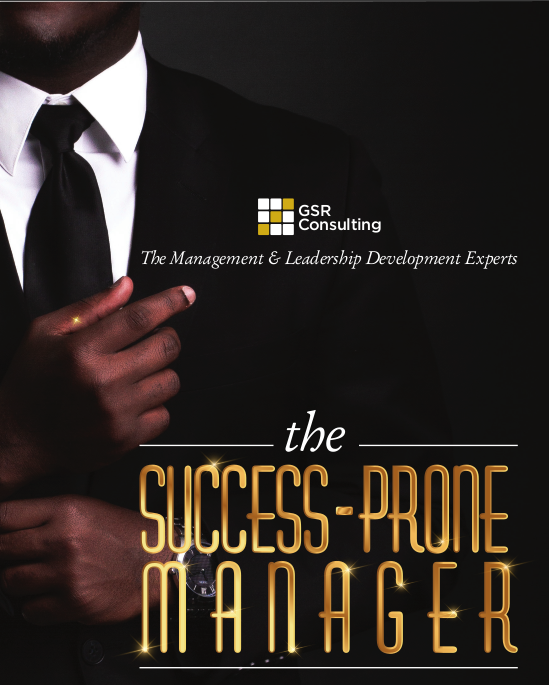 GSR
Consulting
The Management & Leadership Development Experts
the
SUCCESS-PRONE
MANAGER